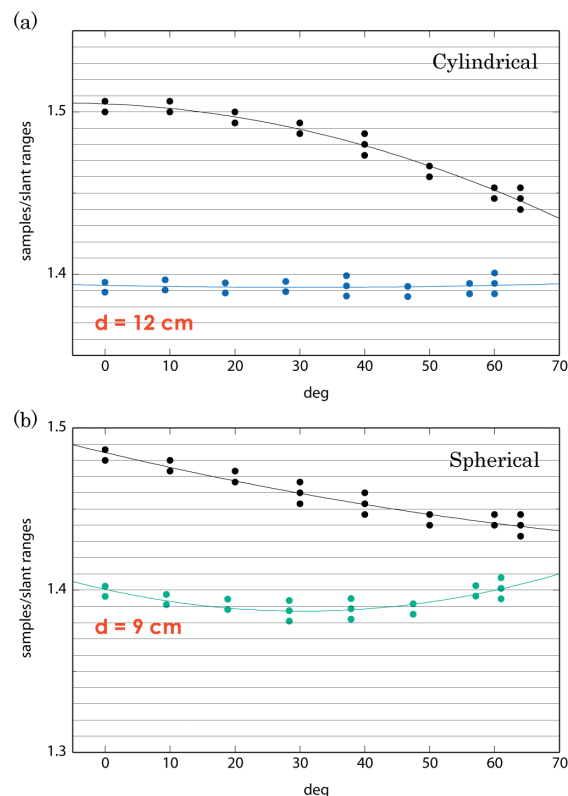 (a)
Cylindrical
samples/slant ranges
1.5
1.4
d = 12 cm
0 10 20 30 40 50 60 70
deg
(b)
Spherical
samples/slant ranges
1.5
1.4
1.3
d = 9 cm
0 10 20 30 40 50 60 70
deg